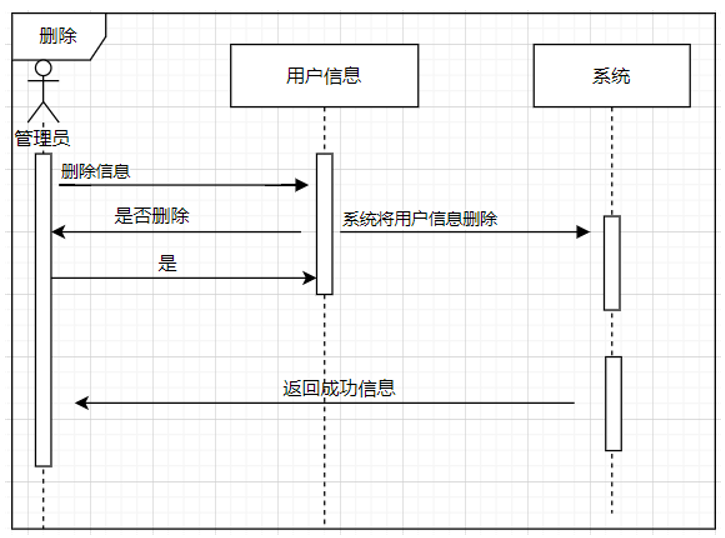 删除
用户信息
系统
管理员
删除信息
是否删除
系统将用户信息删除
是
返回成功信息